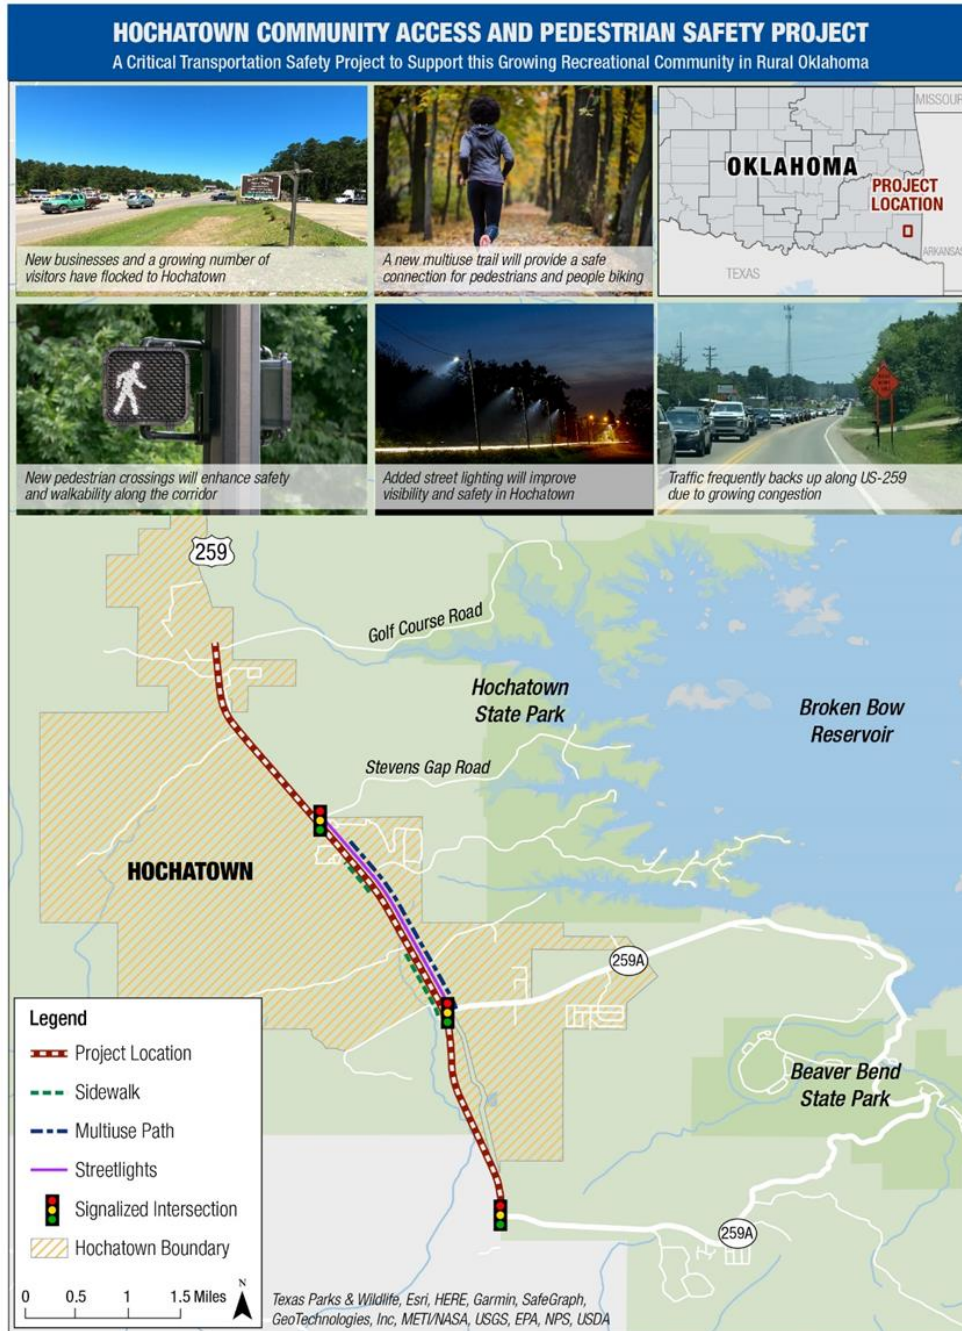 HOCHATOWN COMMUNITY ACCESS AND PEDESTRIAN SAFETY PROJECT
A Critical Transportation Safety Project to Support this Growing Recreational Community in Rural Oklahoma
New businesses and a growing number of
visitors have flocked to Hochatown
A new multiuse trail will provide a safe
connection for pedestrians and people biking
MISSOURI
OKLAHOMA
PROJECT
LOCATION
ARKANSAS
TEXAS
New pedestrian crossings will enhance safety
and walkability along the corridor
Added street lighting will improve
visibility and safety in Hochatown
Traffic frequently backs up along US-259
due to growing congestion
259
Golf Course Road
Hochatown
State Park
Broken Bow
Reservoir
Stevens Gap Road
HOCHATOWN
259A
Beaver Bend
State Park
259A
Legend
Project Location
Sidewalk
Multiuse Path
Streetlights
Signalized Intersection
Hochatown Boundary
0 0.5 1 1.5 Miles
N
Texas Parks & Wildlife, Esri, HERE, Garmin, SafeGraph,
GeoTechnologies, Inc, METI/NASA, USGS, EPA, NPS, USDA